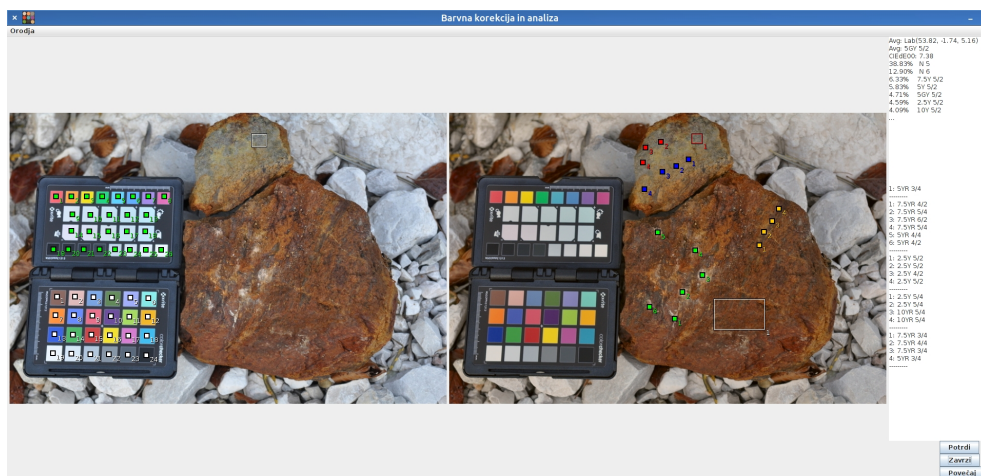 Barvna korekcija in analiza
Orodja
Avg: Lab(53.82, -1.74, 5.16)
Avg: 5GY 5/2
CIEdE00: 7.38
38.83% N 5
12.90% N 6
6.33% 7.5Y 5/2
5.83% 5Y 5/2
4.71% 5GY 5/2
4.59% 2.5Y 5/2
4.09% 10Y 5/2
...
1: 5YR 3/4
---------
1: 7.5YR 4/2
2: 7.5YR 5/4
3: 7.5YR 6/2
4: 7.5YR 5/4
5: 5YR 4/4
6: 5YR 4/2
---------
1: 2.5Y 5/2
2: 2.5Y 5/2
3: 2.5Y 4/2
4: 2.5Y 5/2
---------
1: 2.5Y 5/4
2: 2.5Y 5/4
3: 10YR 5/4
4: 10YR 5/4
---------
1: 7.5YR 3/4
2: 7.5YR 4/4
3: 7.5YR 3/4
4: 5YR 3/4
---------
Potrdi
Zavrzi
Povečaj